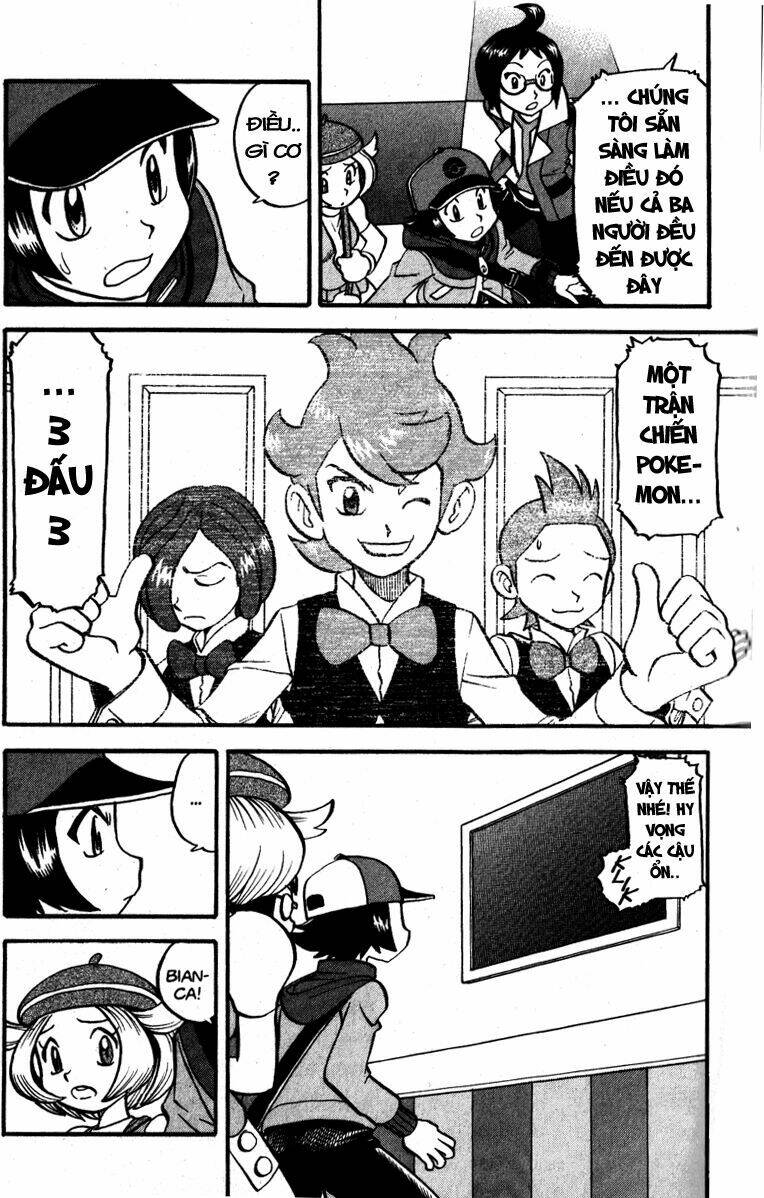 ... CHÚNG
TÔI SẴN
SÀNG LÀM
ĐIỀU ĐÓ
NẾU CẢ BA
NGƯỜI ĐỀU
ĐẾN ĐƯỢC
ĐÂY
ĐIỀU..
GÌ CƠ
?
MỘT
TRẬN
CHIẾN
POKE-
MON...
...
3
ĐẤU
3
VẬY THẾ
NHÉ! HY
VỌNG
CÁC CẬU
ỔN..
KLIK
...
BIAN-
CA!